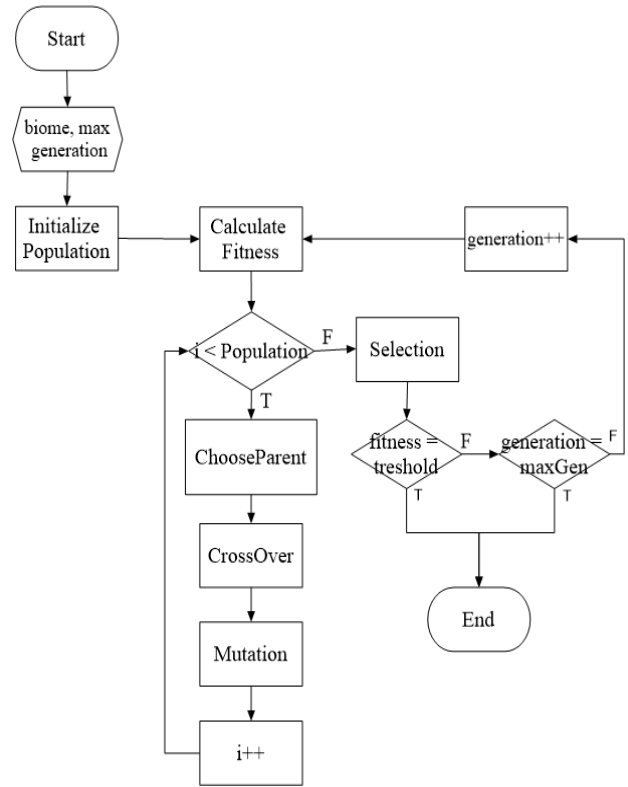 Start
biome, max
generation
Initialize
Population
Calculate
Fitness
generation++
i < Population
F
T
Selection
ChooseParent
fitness =
treshold
F
T
generation =
maxGen
F
T
CrossOver
Mutation
End
i++